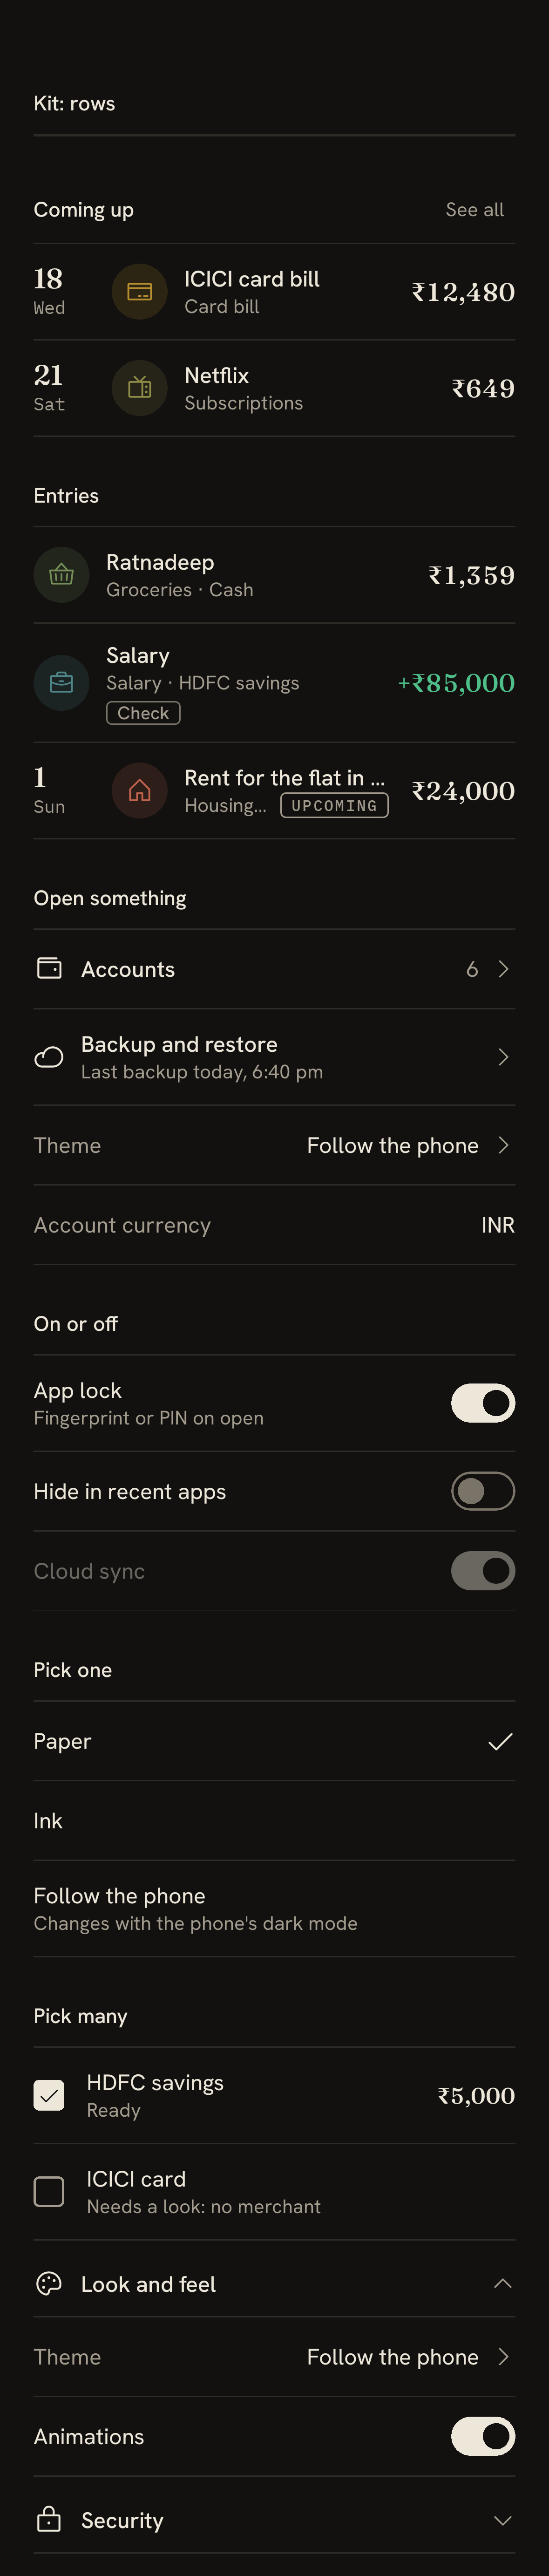 Kit: rows
Coming up
See all
18
Wed
ICICI card bill
Card bill
₹12,480
21
Sat
Netflix
Subscriptions
₹649
Entries
Ratnadeep
Groceries · Cash
₹1,359
Salary
Salary · HDFC savings
Check
+₹85,000
1
Sun
Rent for the flat in ...
Housing...
UPCOMING
₹24,000
Open something
Accounts
6
Backup and restore
Last backup today, 6:40 pm
Theme
Follow the phone
Account currency
INR
On or off
App lock
Fingerprint or PIN on open
Hide in recent apps
Cloud sync
Pick one
Paper
Ink
Follow the phone
Changes with the phone's dark mode
Pick many
HDFC savings
Ready
₹5,000
ICICI card
Needs a look: no merchant
Look and feel
Theme
Follow the phone
Animations
Security